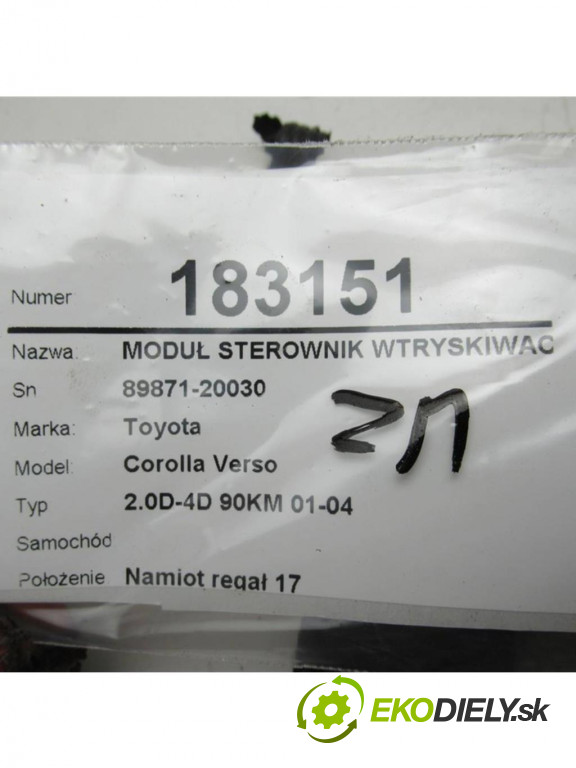 Numer 183151
Nazwa: MODUŁ STEROWNIK WTRYSKIWAC
Sn 89871-20030
Marka: Toyota
Model: Corolla Verso
Typ 2.0D-4D 90KM 01-04
Samochód
Położenie Namiot regał 17
EKODIELY.sk